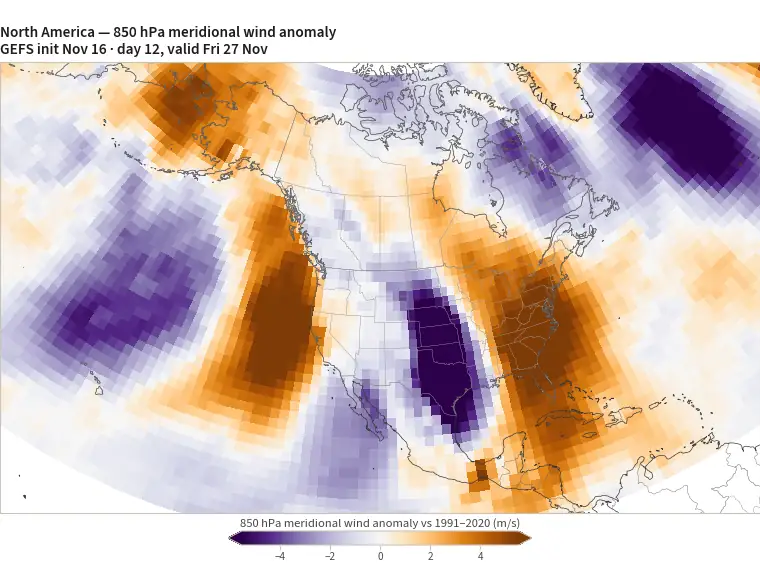 North America — 850 hPa meridional wind anomaly
GEFS init Nov 16 · day 12, valid Fri 27 Nov
850 hPa meridional wind anomaly vs 1991–2020 (m/s)
−4 −2 0 2 4